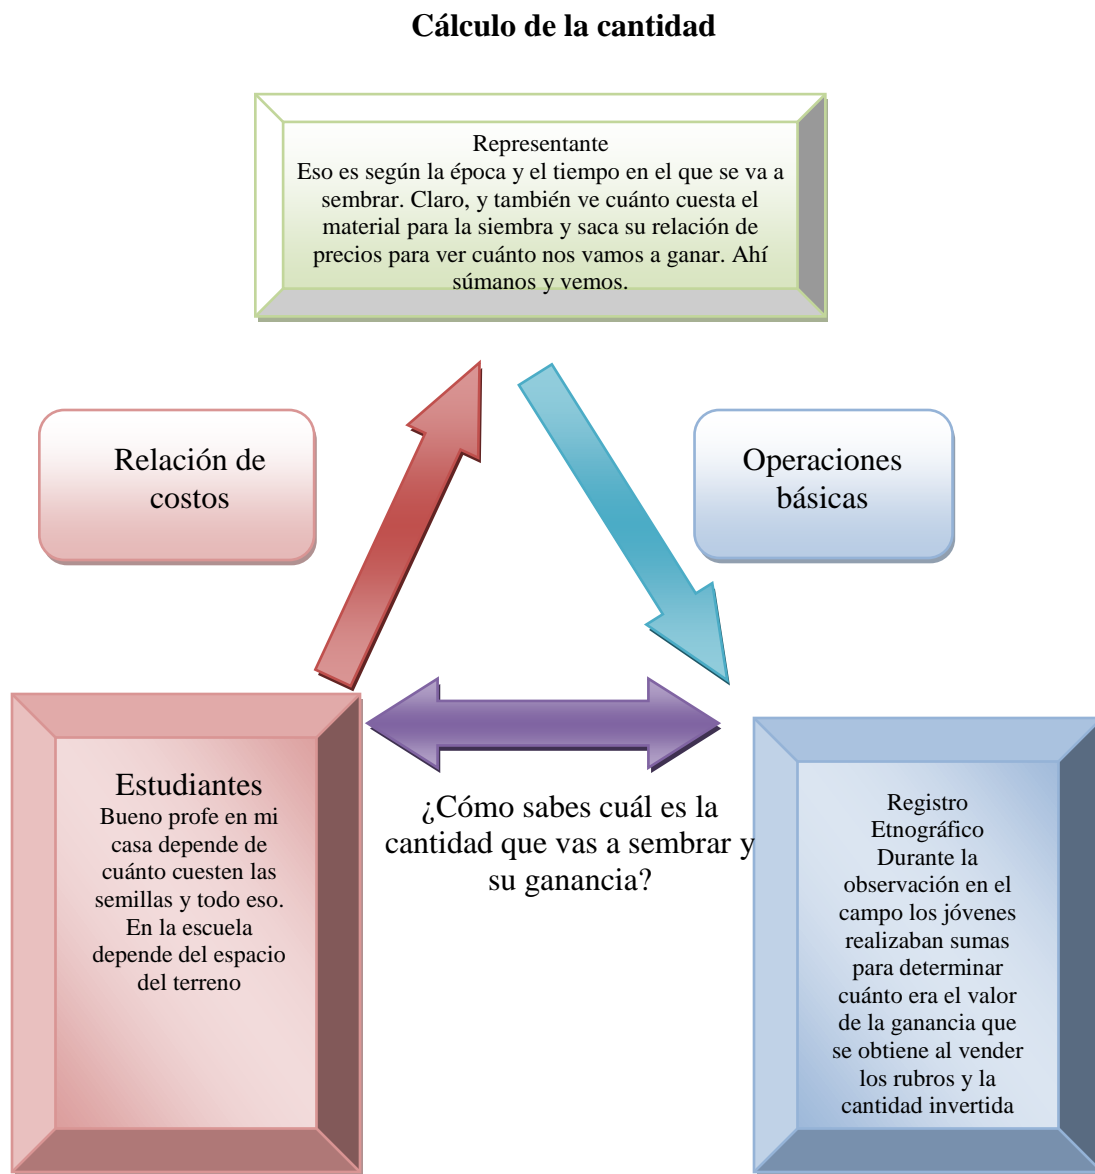 Cálculo de la cantidad
Representante
Eso es según la época y el tiempo en el que se va a
sembrar. Claro, y también ve cuánto cuesta el
material para la siembra y saca su relación de
precios para ver cuánto nos vamos a ganar. Ahí
súmanos y vemos.
Relación de
costos
Operaciones
básicas
Estudiantes
Bueno profe en mi
casa depende de
cuánto cuesten las
semillas y todo eso.
En la escuela
depende del espacio
del terreno
¿Cómo sabes cuál es la
cantidad que vas a sembrar y
su ganancia?
Registro
Etnográfico
Durante la
observación en el
campo los jóvenes
realizaban sumas
para determinar
cuánto era el valor
de la ganancia que
se obtiene al vender
los rubros y la
cantidad invertida